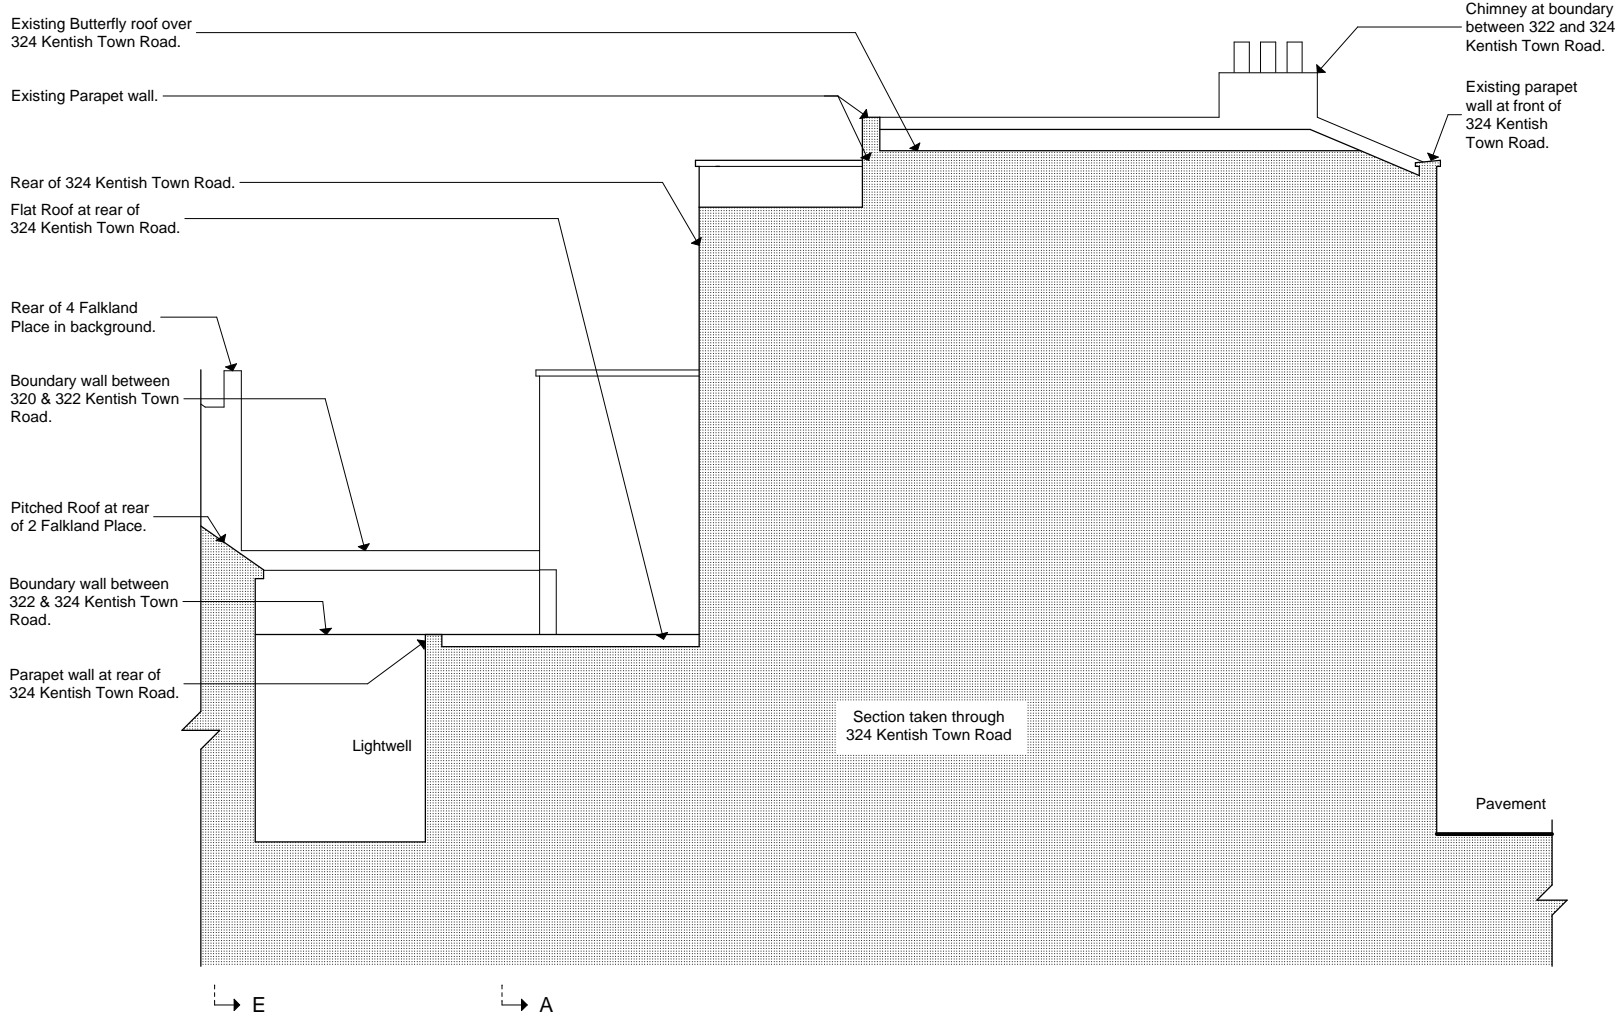 Existing Butterfly roof over
324 Kentish Town Road.
Existing Parapet wall.
Rear of 324 Kentish Town Road.
Flat Roof at rear of
324 Kentish Town Road.
Rear of 4 Falkland
Place in background.
Boundary wall between
320 & 322 Kentish Town
Road.
Pitched Roof at rear
of 2 Falkland Place.
Boundary wall between
322 & 324 Kentish Town
Road.
Parapet wall at rear of
324 Kentish Town Road.
Chimney at boundary
between 322 and 324
Kentish Town Road.
Existing parapet
wall at front of
324 Kentish
Town Road.
Section taken through
324 Kentish Town Road
Lightwell
Pavement
E
A